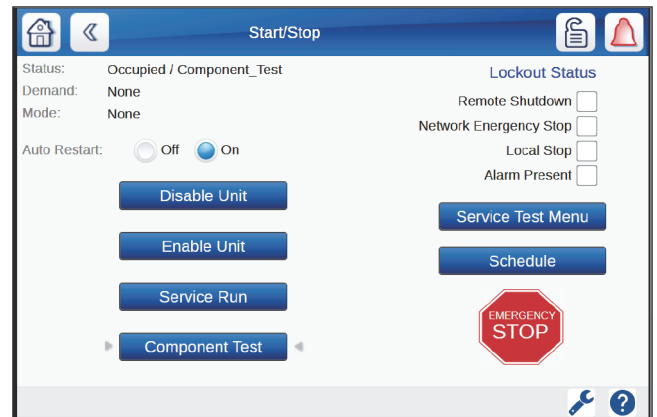 Start/Stop
Status: Occupied / Component_Test
Demand: None
Mode: None
Auto Restart: Off On
Disable Unit
Enable Unit
Service Run
Component Test
Lockout Status
Remote Shutdown
Network Emergency Stop
Local Stop
Alarm Present
Service Test Menu
Schedule
EMERGENCY
STOP
?